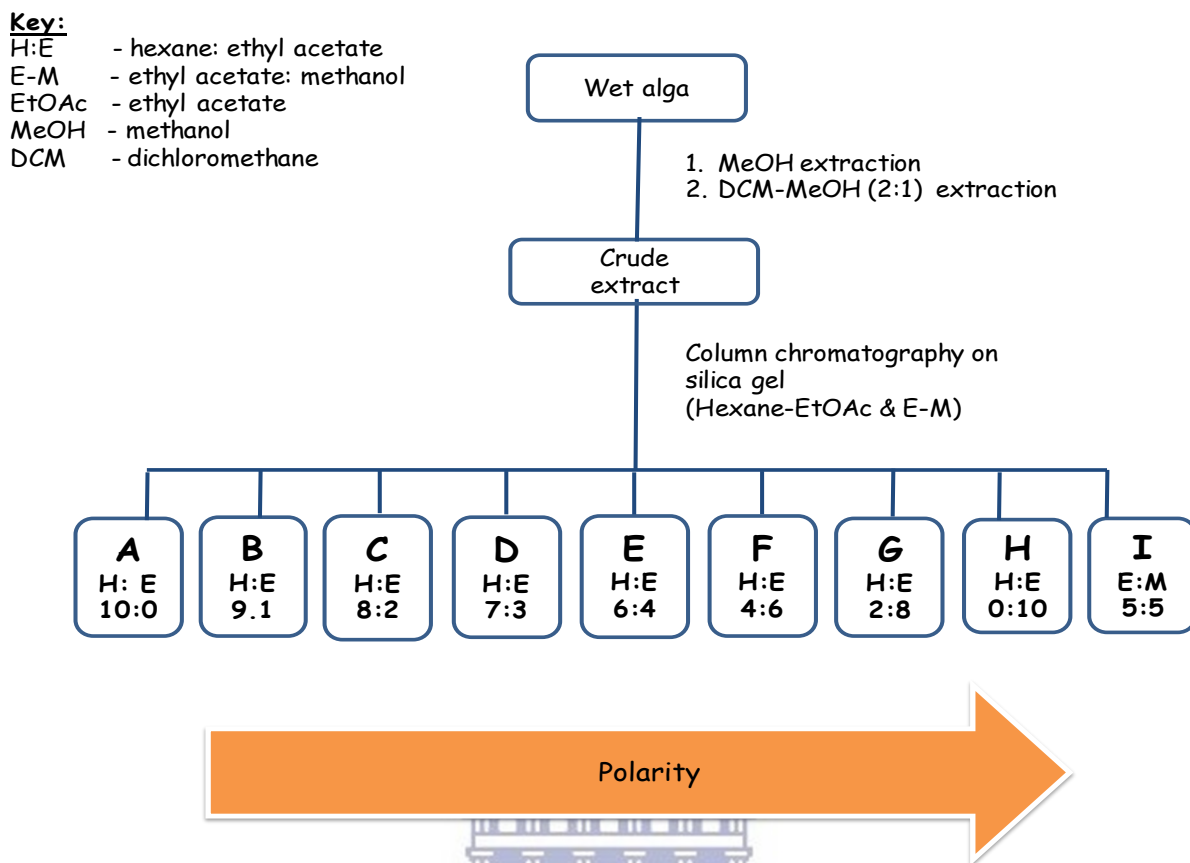 Key:
H:E - hexane: ethyl acetate
E-M - ethyl acetate: methanol
EtOAc - ethyl acetate
MeOH - methanol
DCM - dichloromethane
Wet alga
1. MeOH extraction
2. DCM-MeOH (2:1) extraction
Crude
extract
Column chromatography on
silica gel
(Hexane-EtOAc & E-M)
A
H: E
10:0
B
H:E
9.1
C
H:E
8:2
D
H:E
7:3
E
H:E
6:4
F
H:E
4:6
G
H:E
2:8
H
H:E
0:10
I
E:M
5:5
Polarity